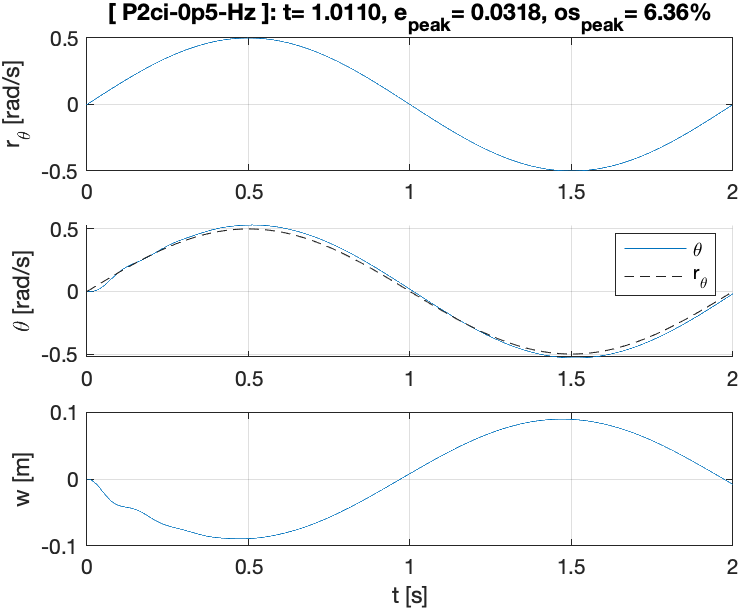 [ P2ci-0p5-Hz ]: t= 1.0110, e_peak= 0.0318, os_peak= 6.36%
0.5
0
-0.5
r_θ [rad/s]
0 0.5 1 1.5 2
0.5
0
-0.5
θ [rad/s]
θ
r_θ
0 0.5 1 1.5 2
0.1
0
-0.1
w [m]
0 0.5 1 1.5 2
t [s]